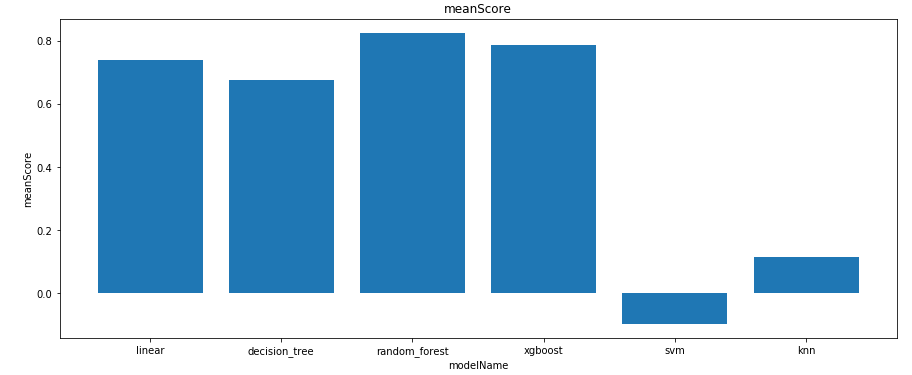 meanScore
meanScore
0.8
0.6
0.4
0.2
0.0
linear decision_tree random_forest xgboost svm knn
modelName